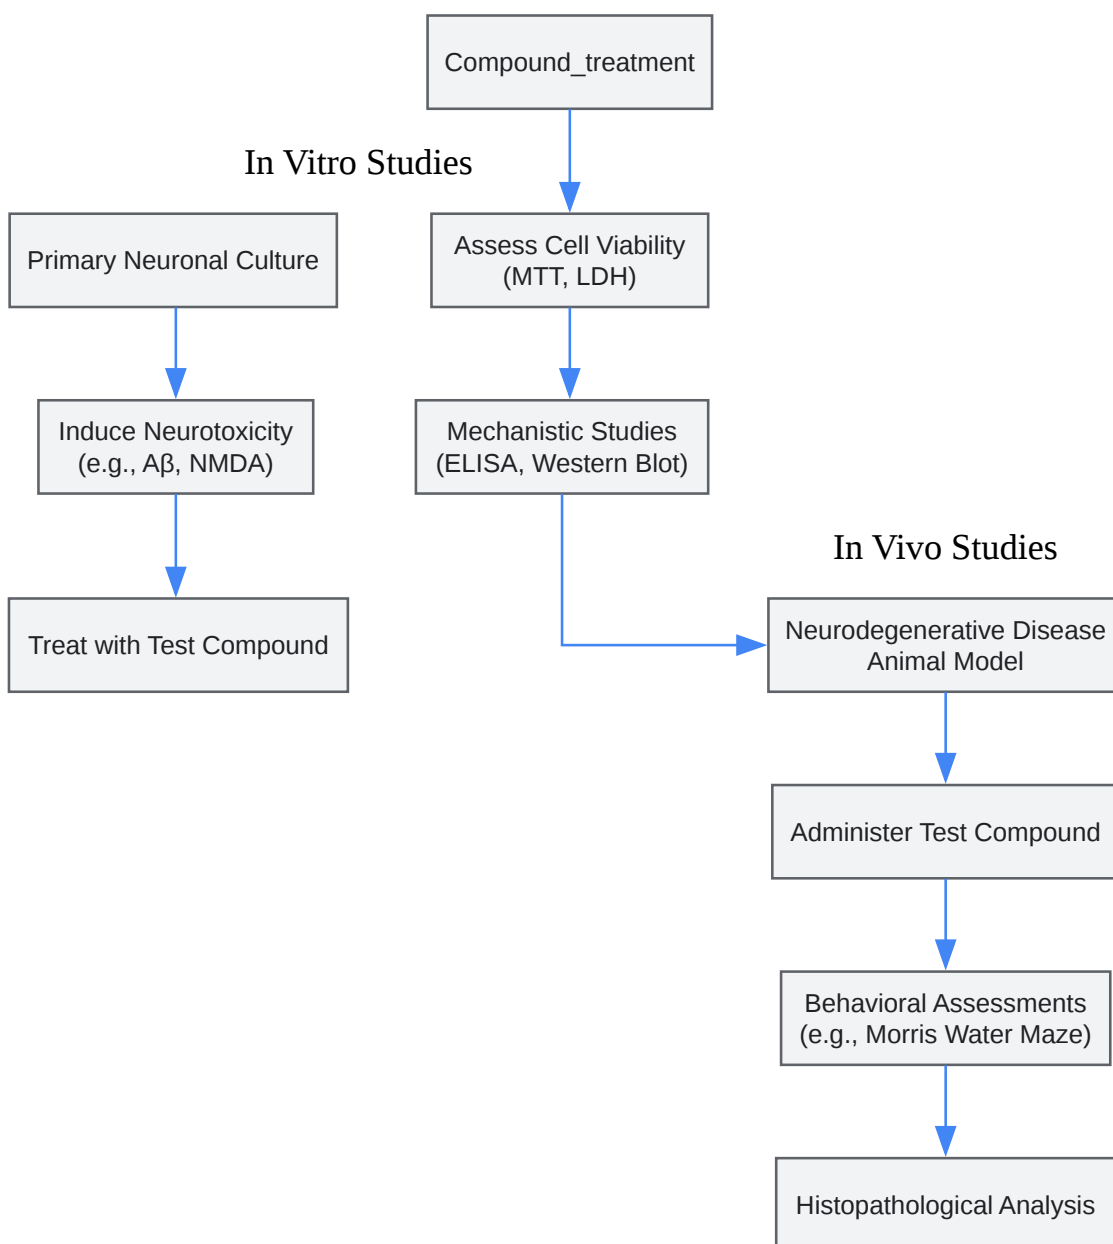 Compound_treatment
In Vitro Studies
Primary Neuronal Culture
Assess Cell Viability
(MTT, LDH)
Induce Neurotoxicity
(e.g., Aβ, NMDA)
Mechanistic Studies
(ELISA, Western Blot)
In Vivo Studies
Treat with Test Compound
Neurodegenerative Disease
Animal Model
Administer Test Compound
Behavioral Assessments
(e.g., Morris Water Maze)
Histopathological Analysis